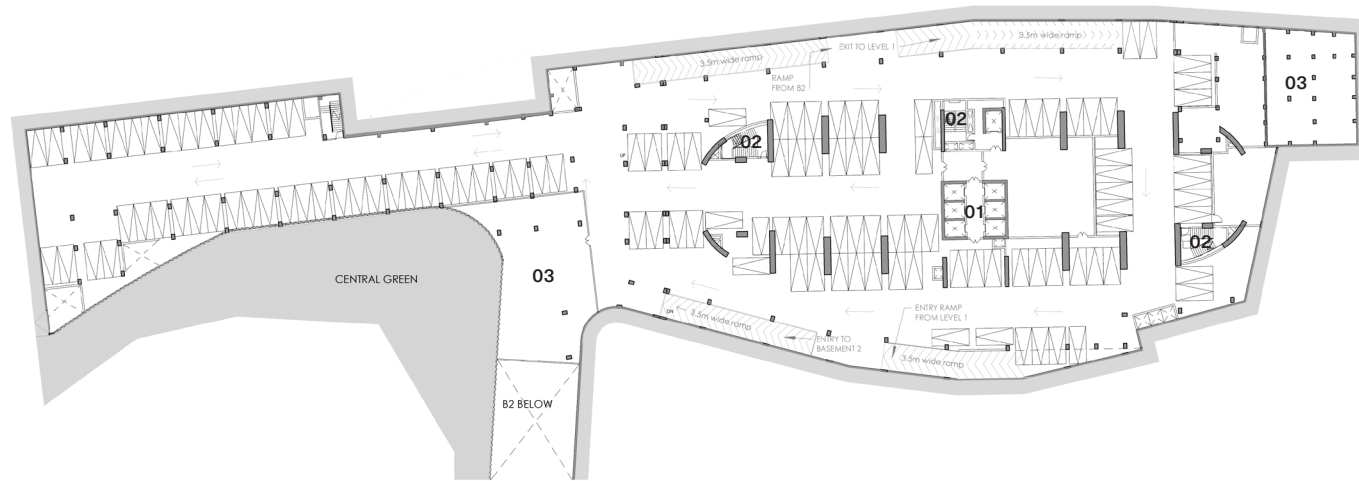 EXIT TO LEVEL 1
3.5m wide ramp
3.5m wide ramp
RAMP
FROM B2
03
02
02
UP
01
02
CENTRAL GREEN
03
ENTRY RAMP
FROM LEVEL 1
DN
3.5m wide ramp
ENTRY TO
BASEMENT 2
3.5m wide ramp
B2 BELOW